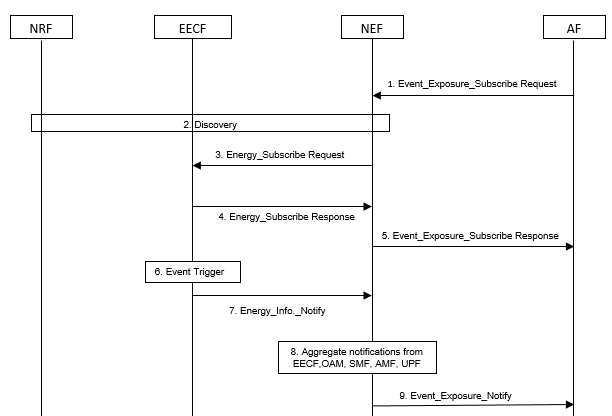 NRF EECF NEF AF
1. Event_Exposure_Subscribe Request
2. Discovery
3. Energy_Subscribe Request
4. Energy_Subscribe Response
5. Event_Exposure_Subscribe Response
6. Event Trigger
7. Energy_Info._Notify
8. Aggregate notifications from
EECF,OAM, SMF, AMF, UPF
9. Event_Exposure_Notify